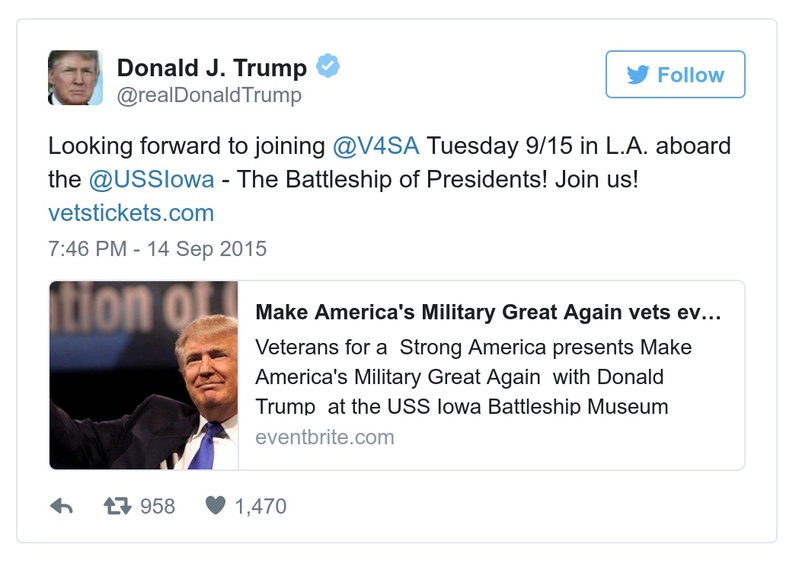 Donald J. Trump
@realDonaldTrump
Follow
Looking forward to joining @V4SA Tuesday 9/15 in L.A. aboard
the @USSIowa - The Battleship of Presidents! Join us!
vetstickets.com
7:46 PM - 14 Sep 2015
tion of
Make America's Military Great Again vets ev…
Veterans for a Strong America presents Make
America's Military Great Again with Donald
Trump at the USS Iowa Battleship Museum
eventbrite.com
958 1,470